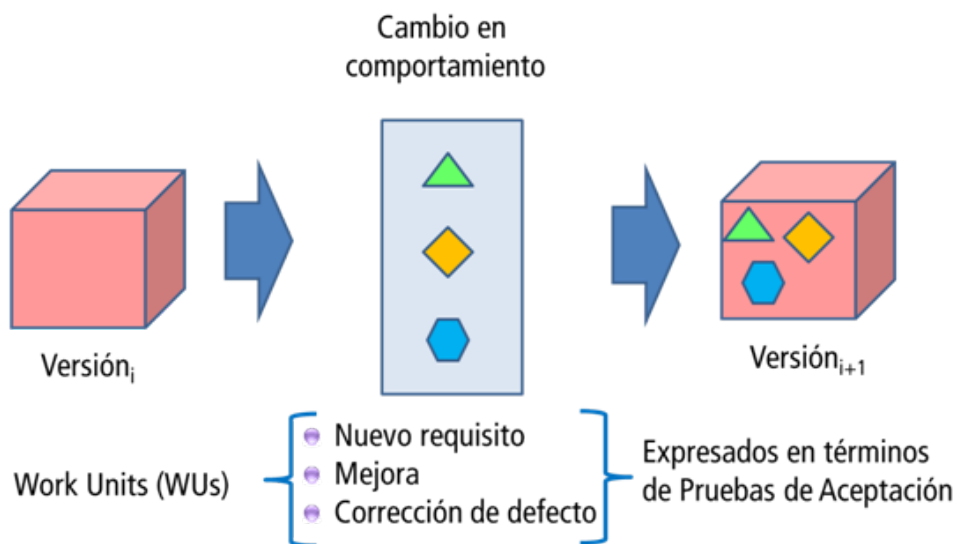 Cambio en
comportamiento
Versiónᵢ
Versiónᵢ₊₁
Work Units (WUs)
Nuevo requisito
Mejora
Corrección de defecto
Expresados en términos
de Pruebas de Aceptación